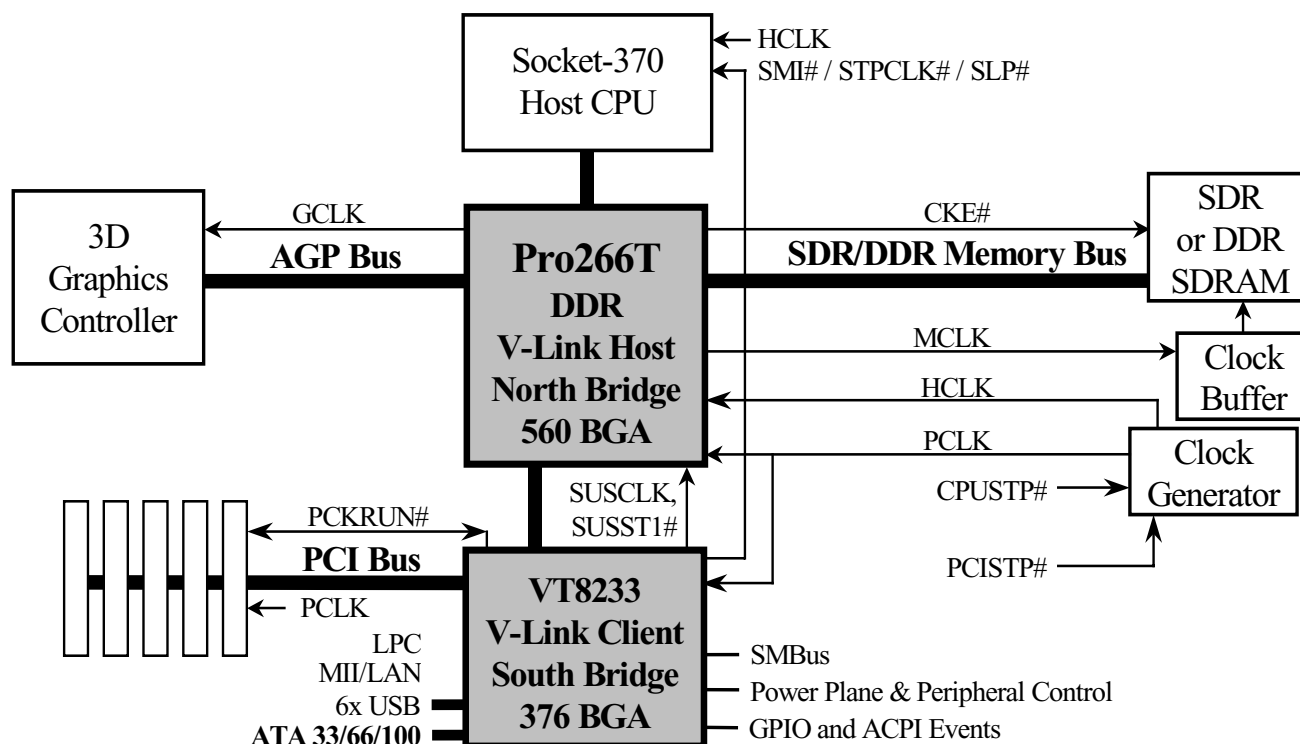 Socket-370
Host CPU
HCLK
SMI# / STPCLK# / SLP#
3D
Graphics
Controller
GCLK
AGP Bus
Pro266T
DDR
V-Link Host
North Bridge
560 BGA
CKE#
SDR/DDR Memory Bus
SDR
or DDR
SDRAM
MCLK
Clock
Buffer
HCLK
PCLK
Clock
Generator
CPUSTP#
PCISTP#
SUSCLK,
SUSST1#
PCKRUN#
PCI Bus
PCLK
VT8233
V-Link Client
South Bridge
376 BGA
LPC
MII/LAN
6x USB
ATA 33/66/100
SMBus
Power Plane & Peripheral Control
GPIO and ACPI Events